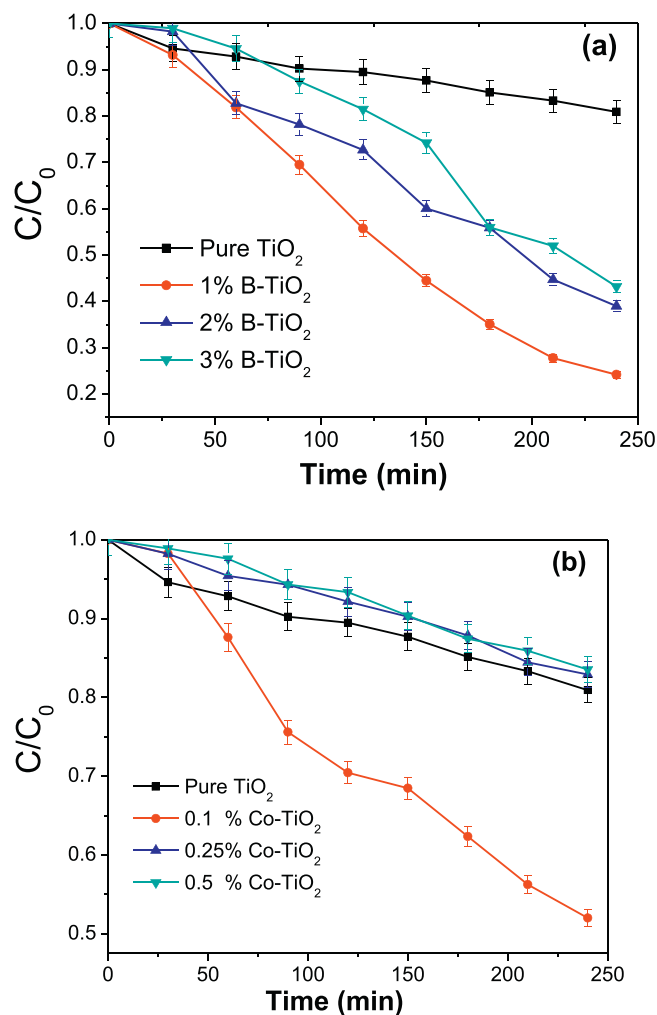 (a)
1.0
0.9
0.8
0.7
0.6
0.5
0.4
0.3
0.2
C/C₀
Pure TiO₂
1% B-TiO₂
2% B-TiO₂
3% B-TiO₂
0 50 100 150 200 250
Time (min)
(b)
1.0
0.9
0.8
0.7
0.6
0.5
C/C₀
Pure TiO₂
0.1 % Co-TiO₂
0.25% Co-TiO₂
0.5 % Co-TiO₂
0 50 100 150 200 250
Time (min)